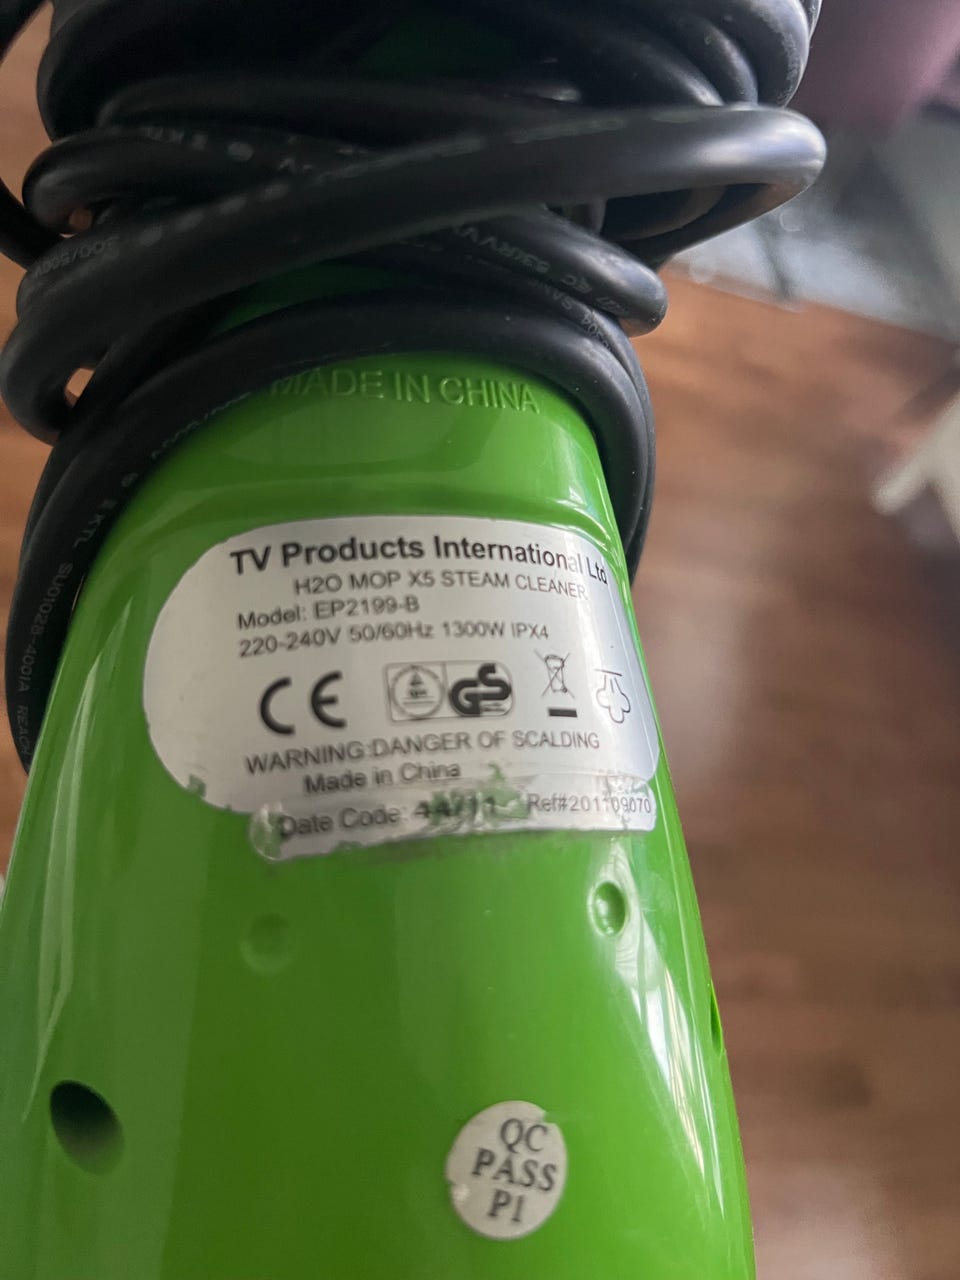 MADE IN CHINA
TV Products International Ltd
H2O MOP X5 STEAM CLEANER
Model: EP2199-B
220-240V 50/60Hz 1300W IPX4
CE
GS
WARNING:DANGER OF SCALDING
Made in China
Date Code: Ref#201109070
QC
PASS
P1